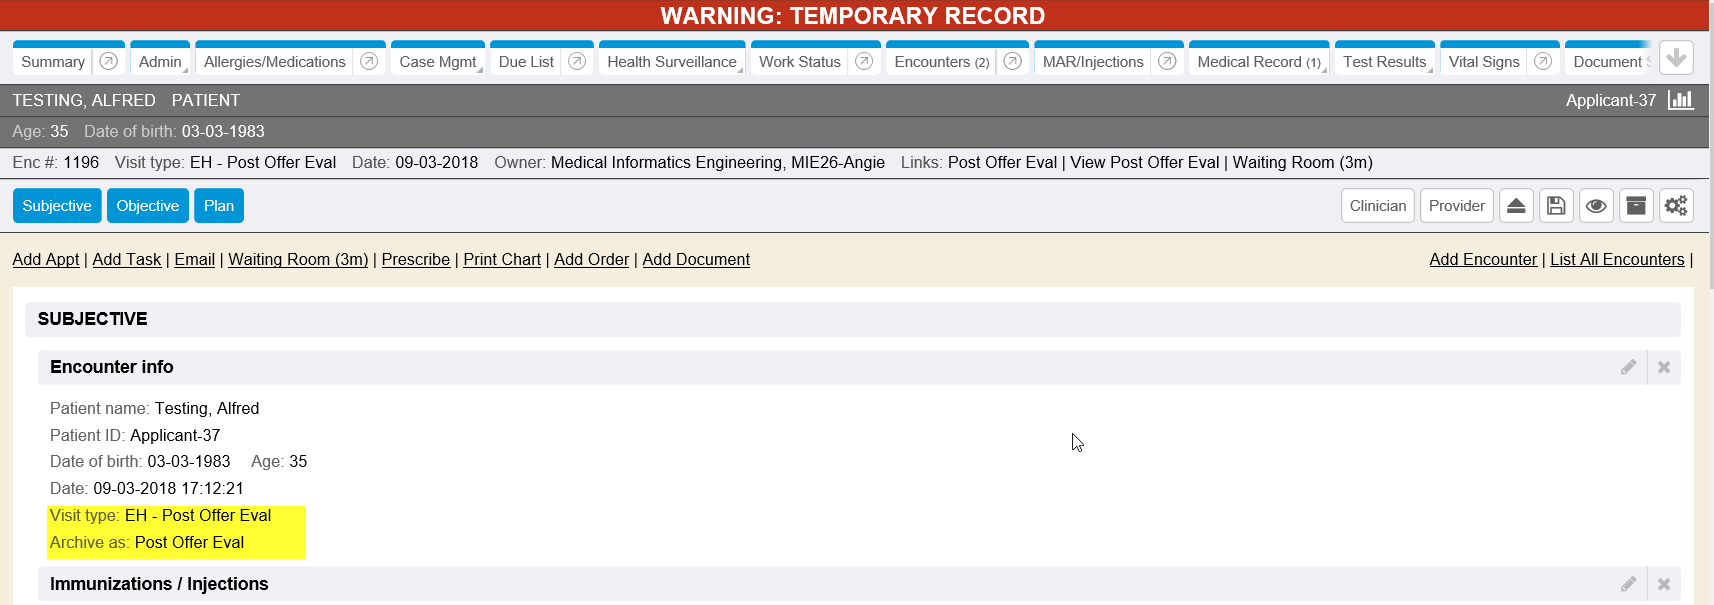 WARNING: TEMPORARY RECORD
Summary Admin Allergies/Medications Case Mgmt Due List Health Surveillance Work Status Encounters (2) MAR/Injections Medical Record (1) Test Results Vital Signs Document
TESTING, ALFRED PATIENT Applicant-37
Age: 35 Date of birth: 03-03-1983
Enc #: 1196 Visit type: EH - Post Offer Eval Date: 09-03-2018 Owner: Medical Informatics Engineering, MIE26-Angie Links: Post Offer Eval | View Post Offer Eval | Waiting Room (3m)
Subjective Objective Plan Clinician Provider
Add Appt | Add Task | Email | Waiting Room (3m) | Prescribe | Print Chart | Add Order | Add Document Add Encounter | List All Encounters |
SUBJECTIVE
Encounter info
Patient name: Testing, Alfred
Patient ID: Applicant-37
Date of birth: 03-03-1983 Age: 35
Date: 09-03-2018 17:12:21
Visit type: EH - Post Offer Eval
Archive as: Post Offer Eval
Immunizations / Injections